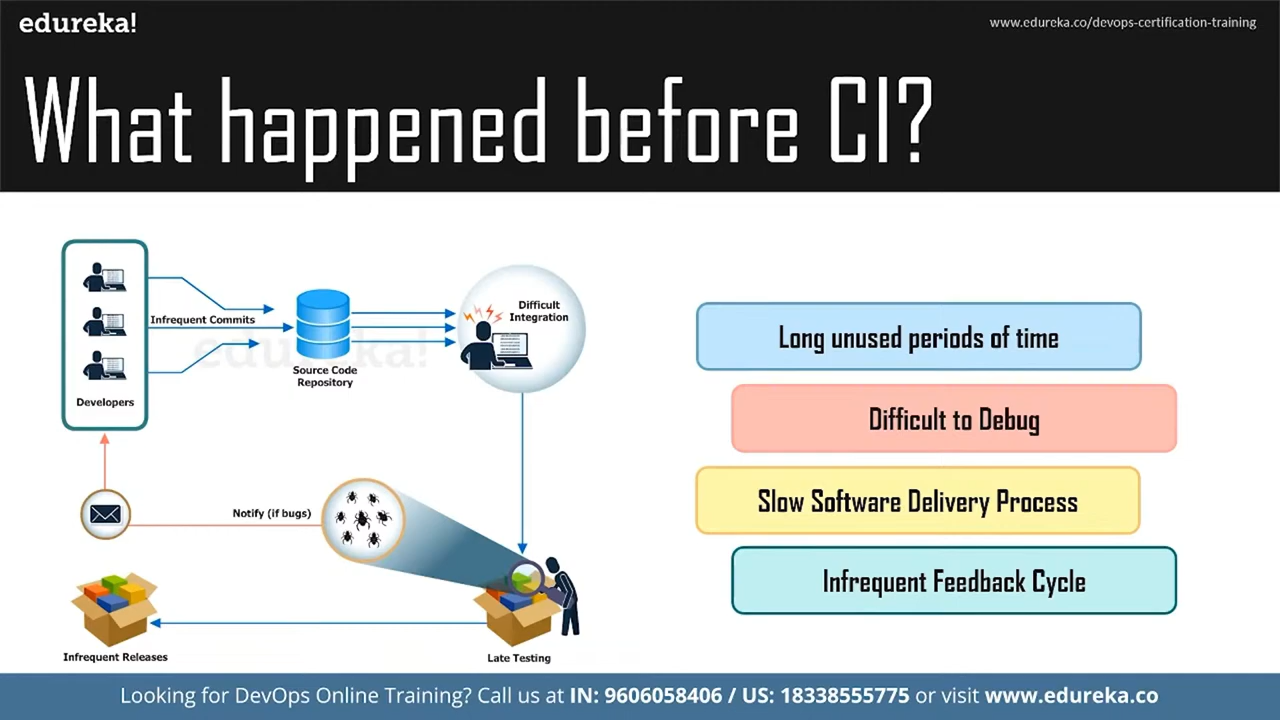 edureka!
www.edureka.co/devops-certification-training
What happened before CI?
Developers
Infrequent Commits
Source Code
Repository
Difficult
Integration
edureka!
Notify (if bugs)
Infrequent Releases
Late Testing
Long unused periods of time
Difficult to Debug
Slow Software Delivery Process
Infrequent Feedback Cycle
Looking for DevOps Online Training? Call us at IN: 9606058406 / US: 18338555775 or visit www.edureka.co